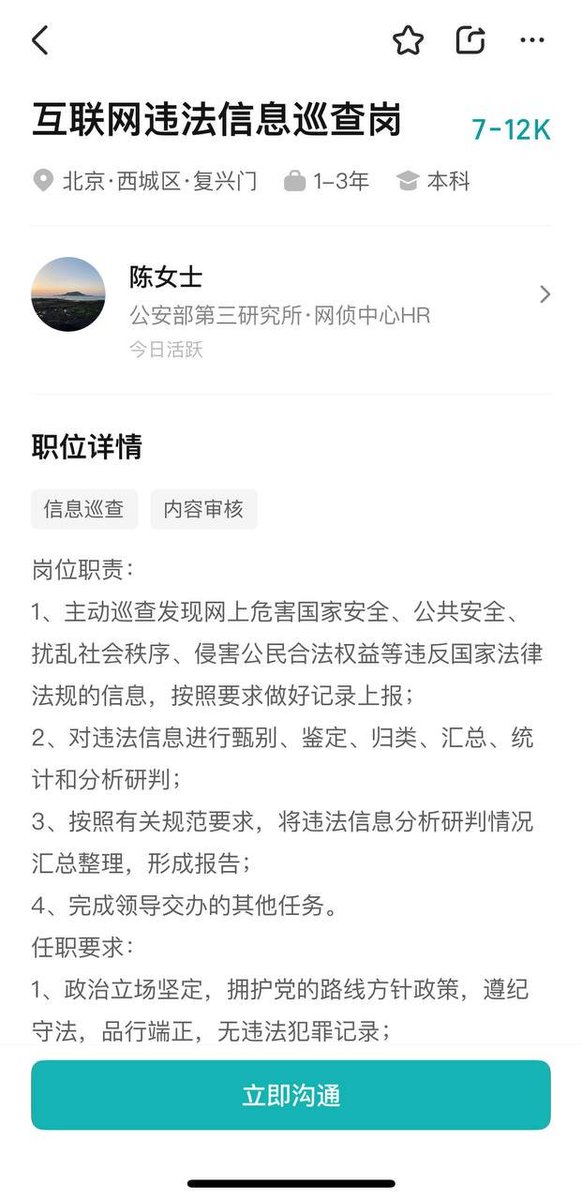 互联网违法信息巡查岗
7-12K
北京·西城区·复兴门 1-3年 本科
陈女士
公安部第三研究所·网侦中心HR
今日活跃
职位详情
信息巡查 内容审核
岗位职责：
1、主动巡查发现网上危害国家安全、公共安全、
扰乱社会秩序、侵害公民合法权益等违反国家法律
法规的信息，按照要求做好记录上报；
2、对违法信息进行甄别、鉴定、归类、汇总、统
计和分析研判；
3、按照有关规范要求，将违法信息分析研判情况
汇总整理，形成报告；
4、完成领导交办的其他任务。
任职要求：
1、政治立场坚定，拥护党的路线方针政策，遵纪
守法，品行端正，无违法犯罪记录；
立即沟通